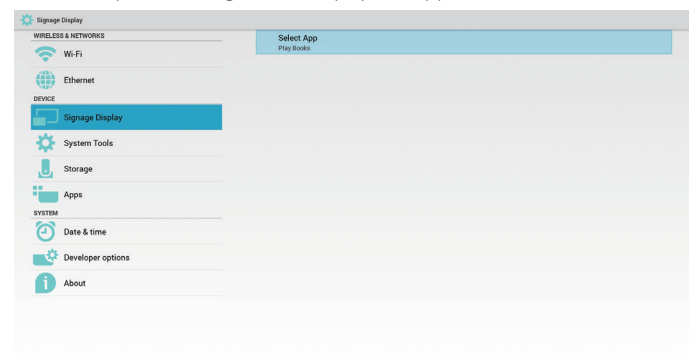 Signage Display
WIRELESS & NETWORKS
Wi-Fi
Ethernet
DEVICE
Signage Display
System Tools
Storage
Apps
SYSTEM
Date & time
Developer options
About
Select App
Play Books